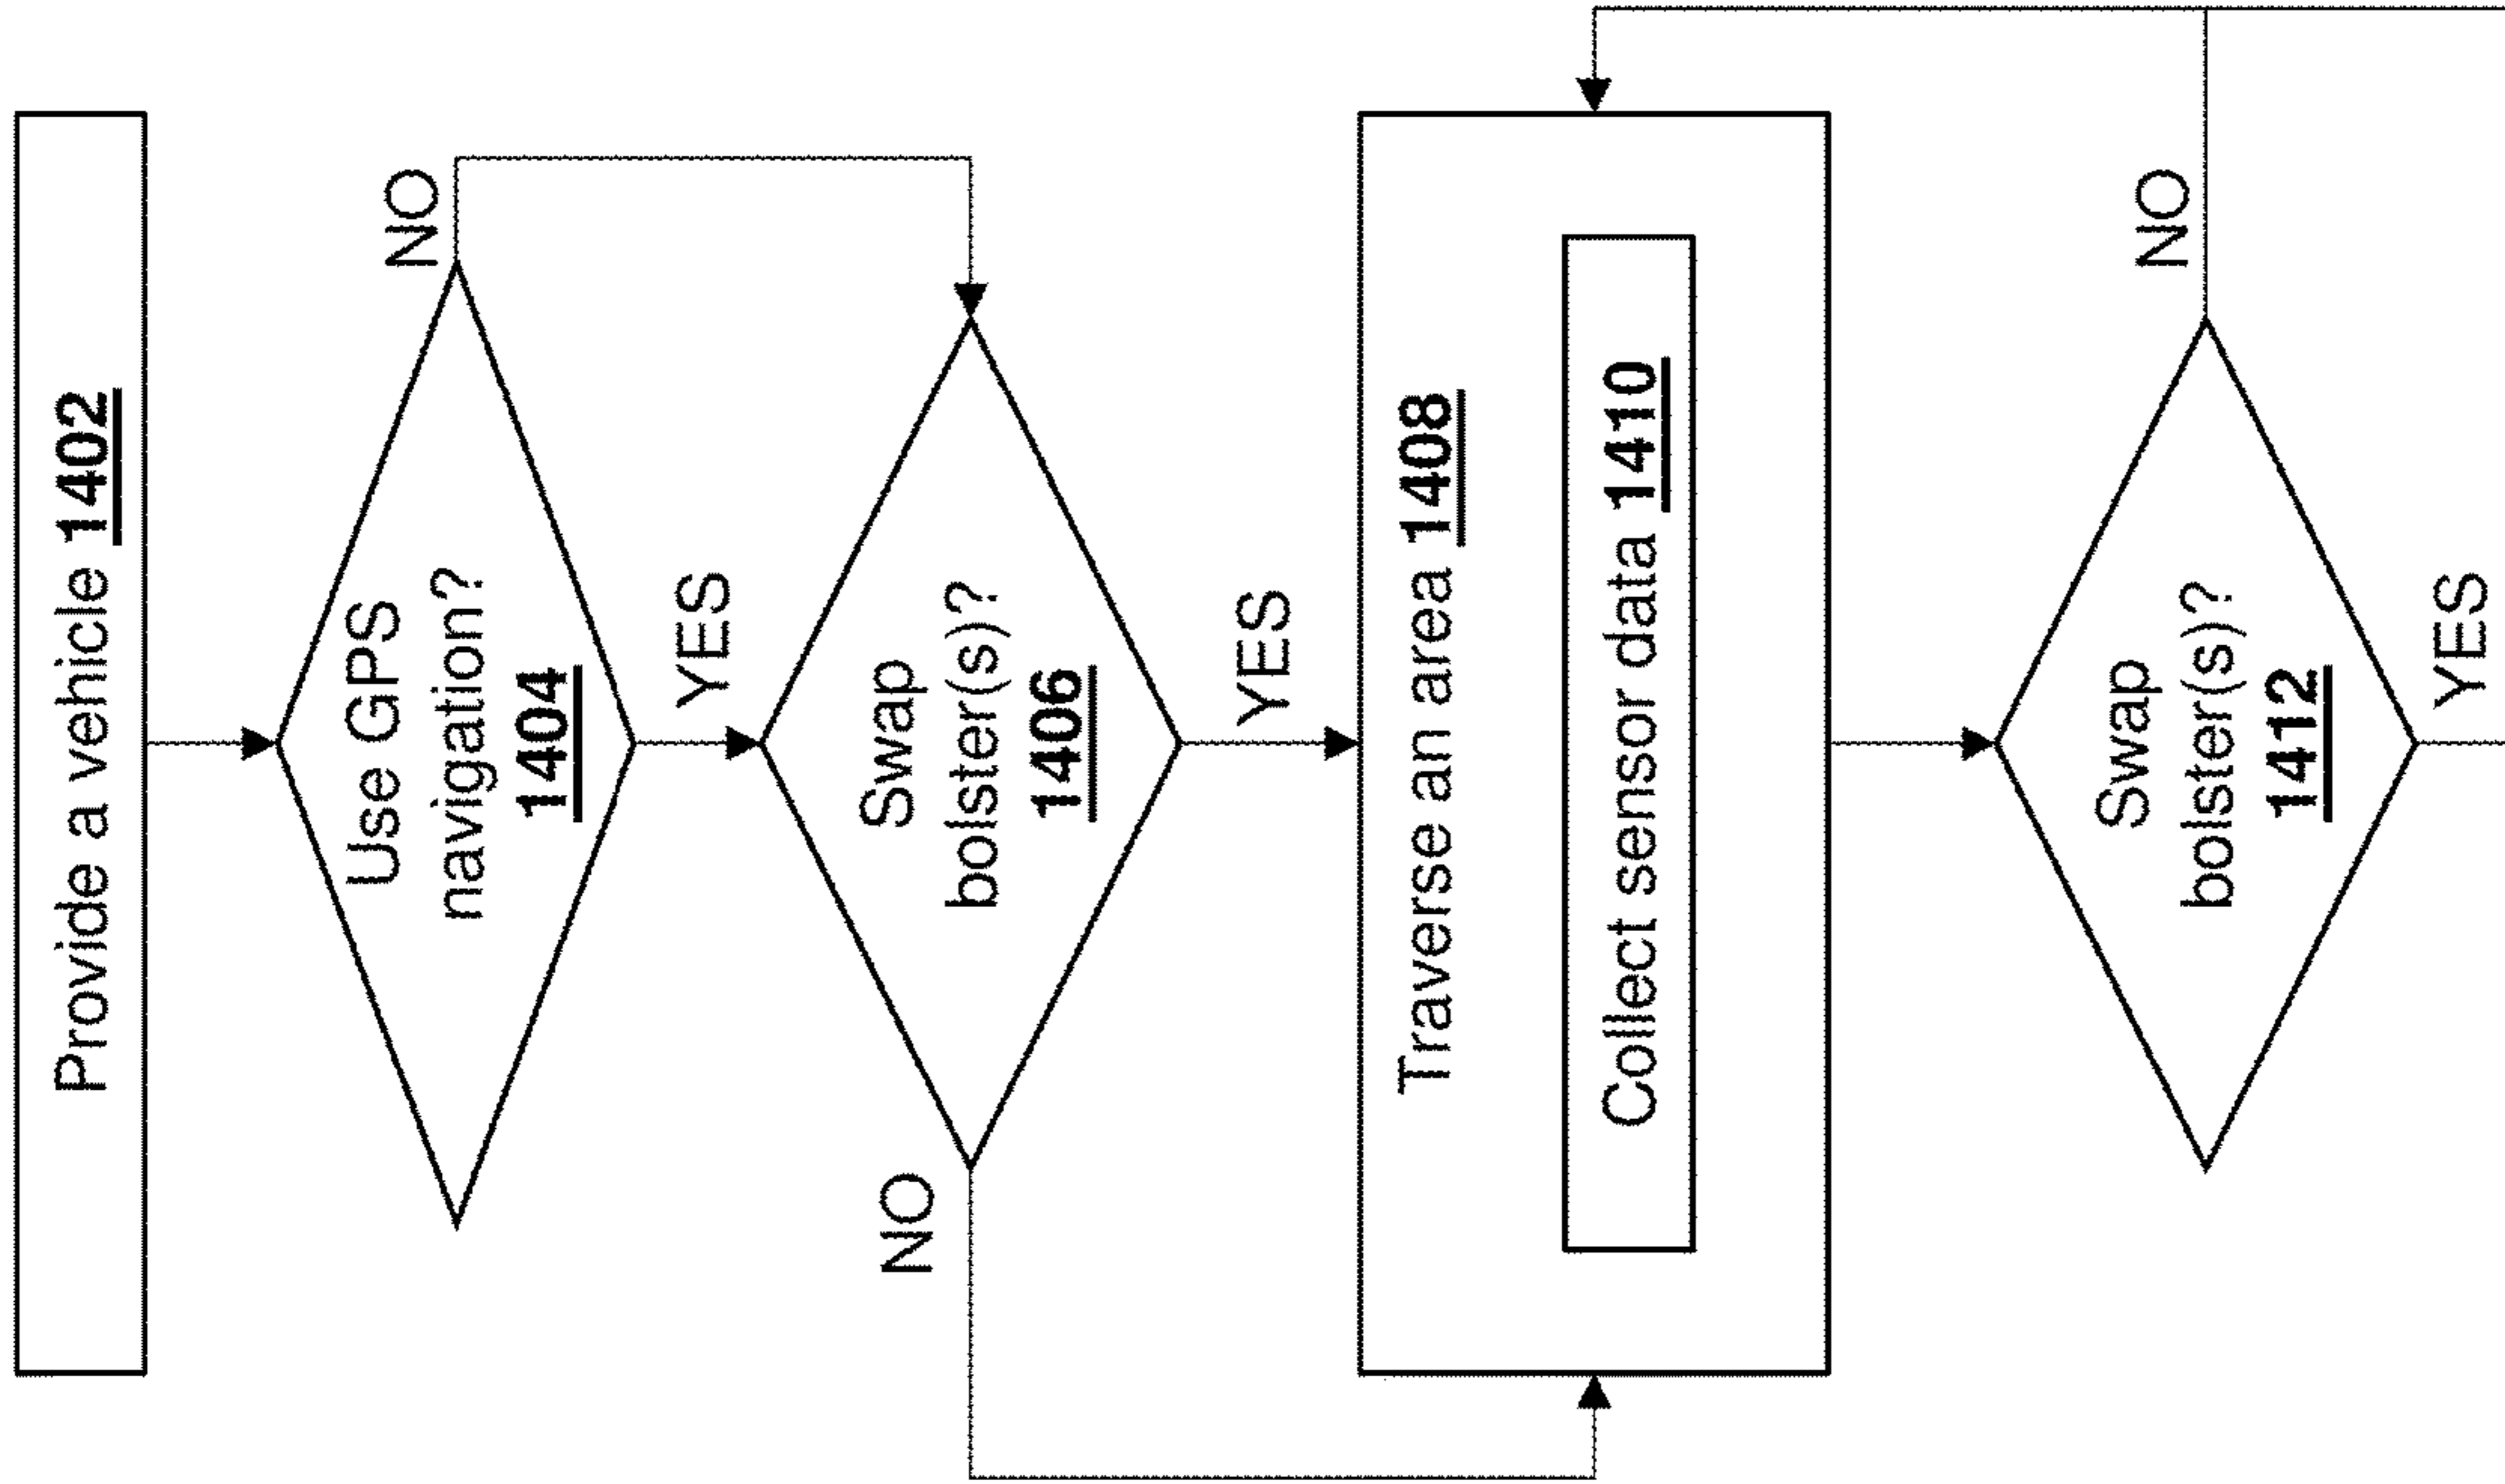 Provide a vehicle 1402
NO
Use GPS
navigation?
1404
YES
Swap
bolster(s)?
1406
NO
YES
Traverse an area 1408
Collect sensor data 1410
NO
Swap
bolster(s)?
1412
YES